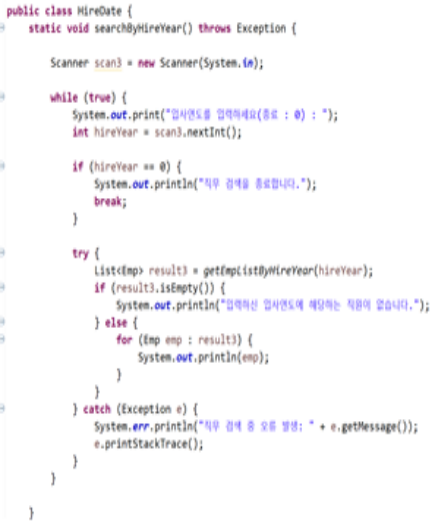 public class HireDate {
static void searchByHireYear() throws Exception {
Scanner scan3 = new Scanner(System.in);
while (true) {
System.out.print("입사연도를 입력하세요(종료 : 0) : ");
int hireYear = scan3.nextInt();
if (hireYear == 0) {
System.out.println("직무 검색을 종료합니다.");
break;
}
try {
List<Emp> result3 = getEmpListByHireYear(hireYear);
if (result3.isEmpty()) {
System.out.println("입력하신 입사연도에 해당하는 직원이 없습니다.");
} else {
for (Emp emp : result3) {
System.out.println(emp);
}
}
} catch (Exception e) {
System.err.println("직무 검색 중 오류 발생: " + e.getMessage());
e.printStackTrace();
}
}
}